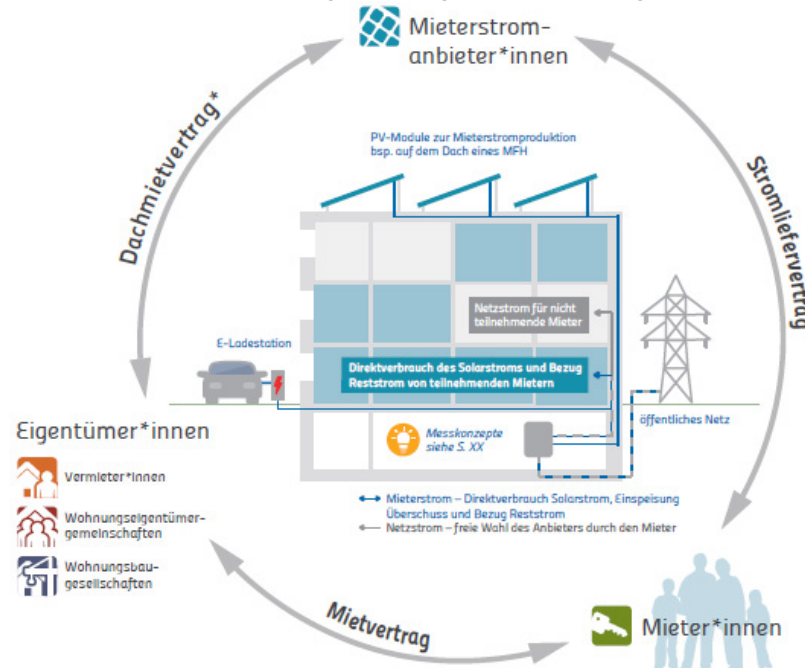 Mieterstrom-
anbieter*innen
Dachmietvertrag*
Stromliefervertrag
PV-Module zur Mieterstromproduktion
bsp. auf dem Dach eines MFH
Netzstrom für nicht
teilnehmende Mieter
E-Ladestation
Direktverbrauch des Solarstroms und Bezug
Reststrom von teilnehmenden Mietern
öffentliches Netz
Eigentümer*innen
Messkonzepte
siehe S. XX
Vermieter*innen
Wohnungseigentümer-
gemeinschaften
Wohnungsbau-
gesellschaften
Mieterstrom – Direktverbrauch Solarstrom, Einspeisung
Überschuss und Bezug Reststrom
Netzstrom – freie Wahl des Anbieters durch den Mieter
Mietvertrag
Mieter*innen